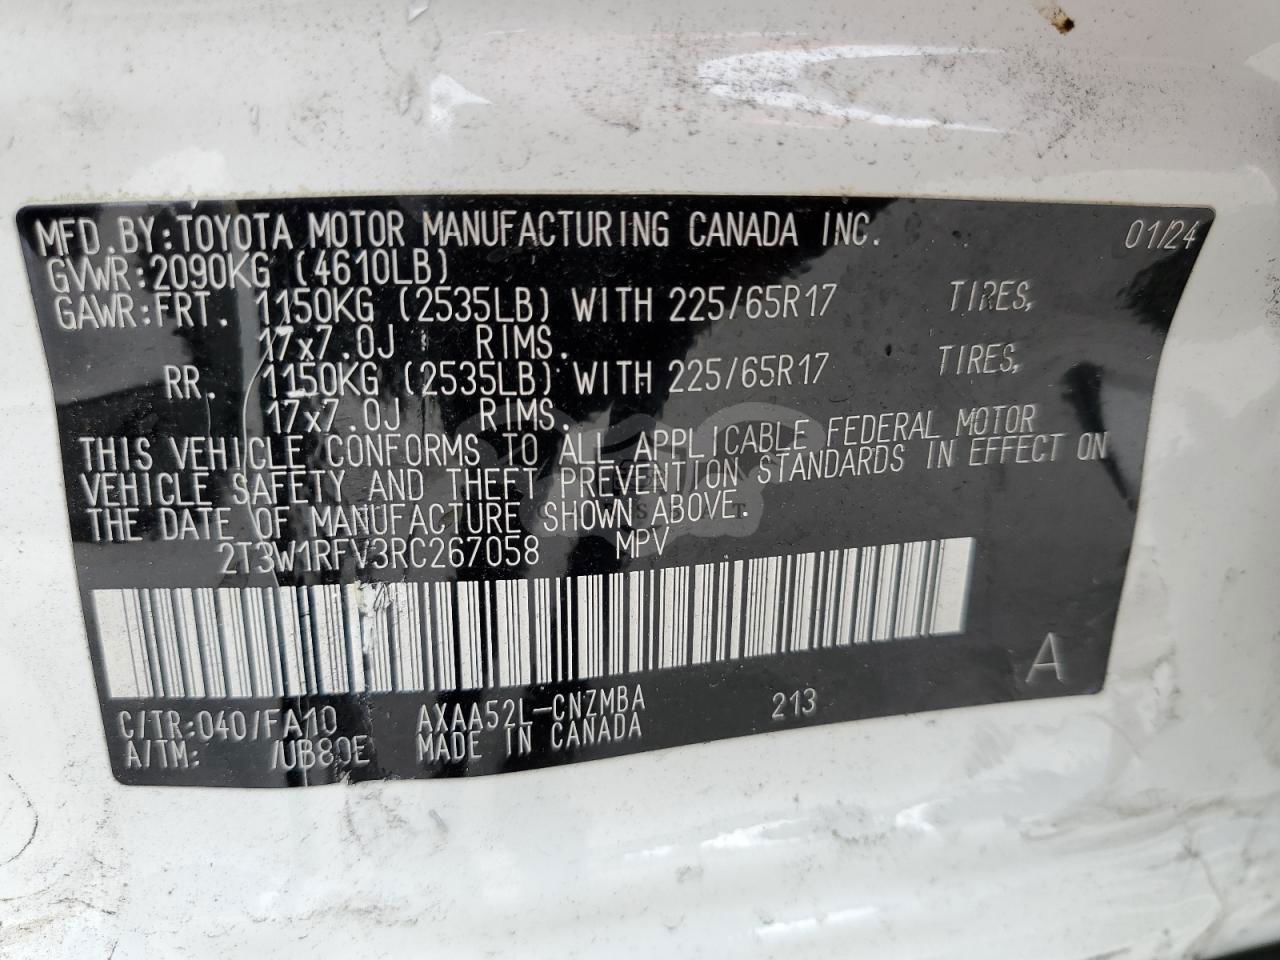 MFD.BY:TOYOTA MOTOR MANUFACTURING CANADA INC. 01/24
GVWR:2090KG (4610LB)
GAWR:FRT. 1150KG (2535LB) WITH 225/65R17 TIRES,
17x7.0J RIMS.
RR. 1150KG (2535LB) WITH 225/65R17 TIRES,
17x7.0J RIMS.
THIS VEHICLE CONFORMS TO ALL APPLICABLE FEDERAL MOTOR
VEHICLE SAFETY AND THEFT PREVENTION STANDARDS IN EFFECT ON
THE DATE OF MANUFACTURE SHOWN ABOVE.
2T3W1RFV3RC267058 MPV
A
C/TR:040/FA10 AXAA52L-CNZMBA 213
A/TM: /UB80E MADE IN CANADA